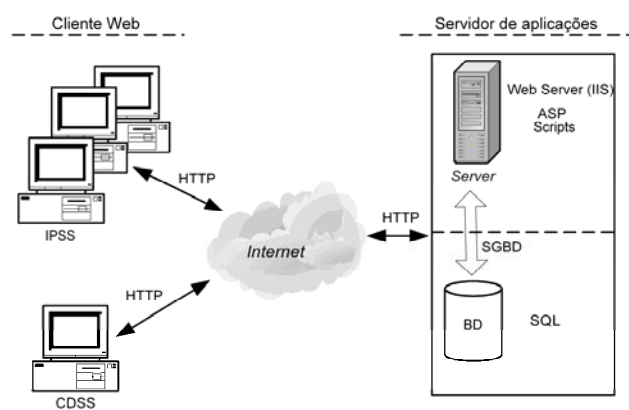 Cliente Web
Servidor de aplicações
Web Server (IIS)
ASP
Scripts
Server
HTTP
IPSS
Internet
HTTP
SGBD
HTTP
BD
SQL
CDSS